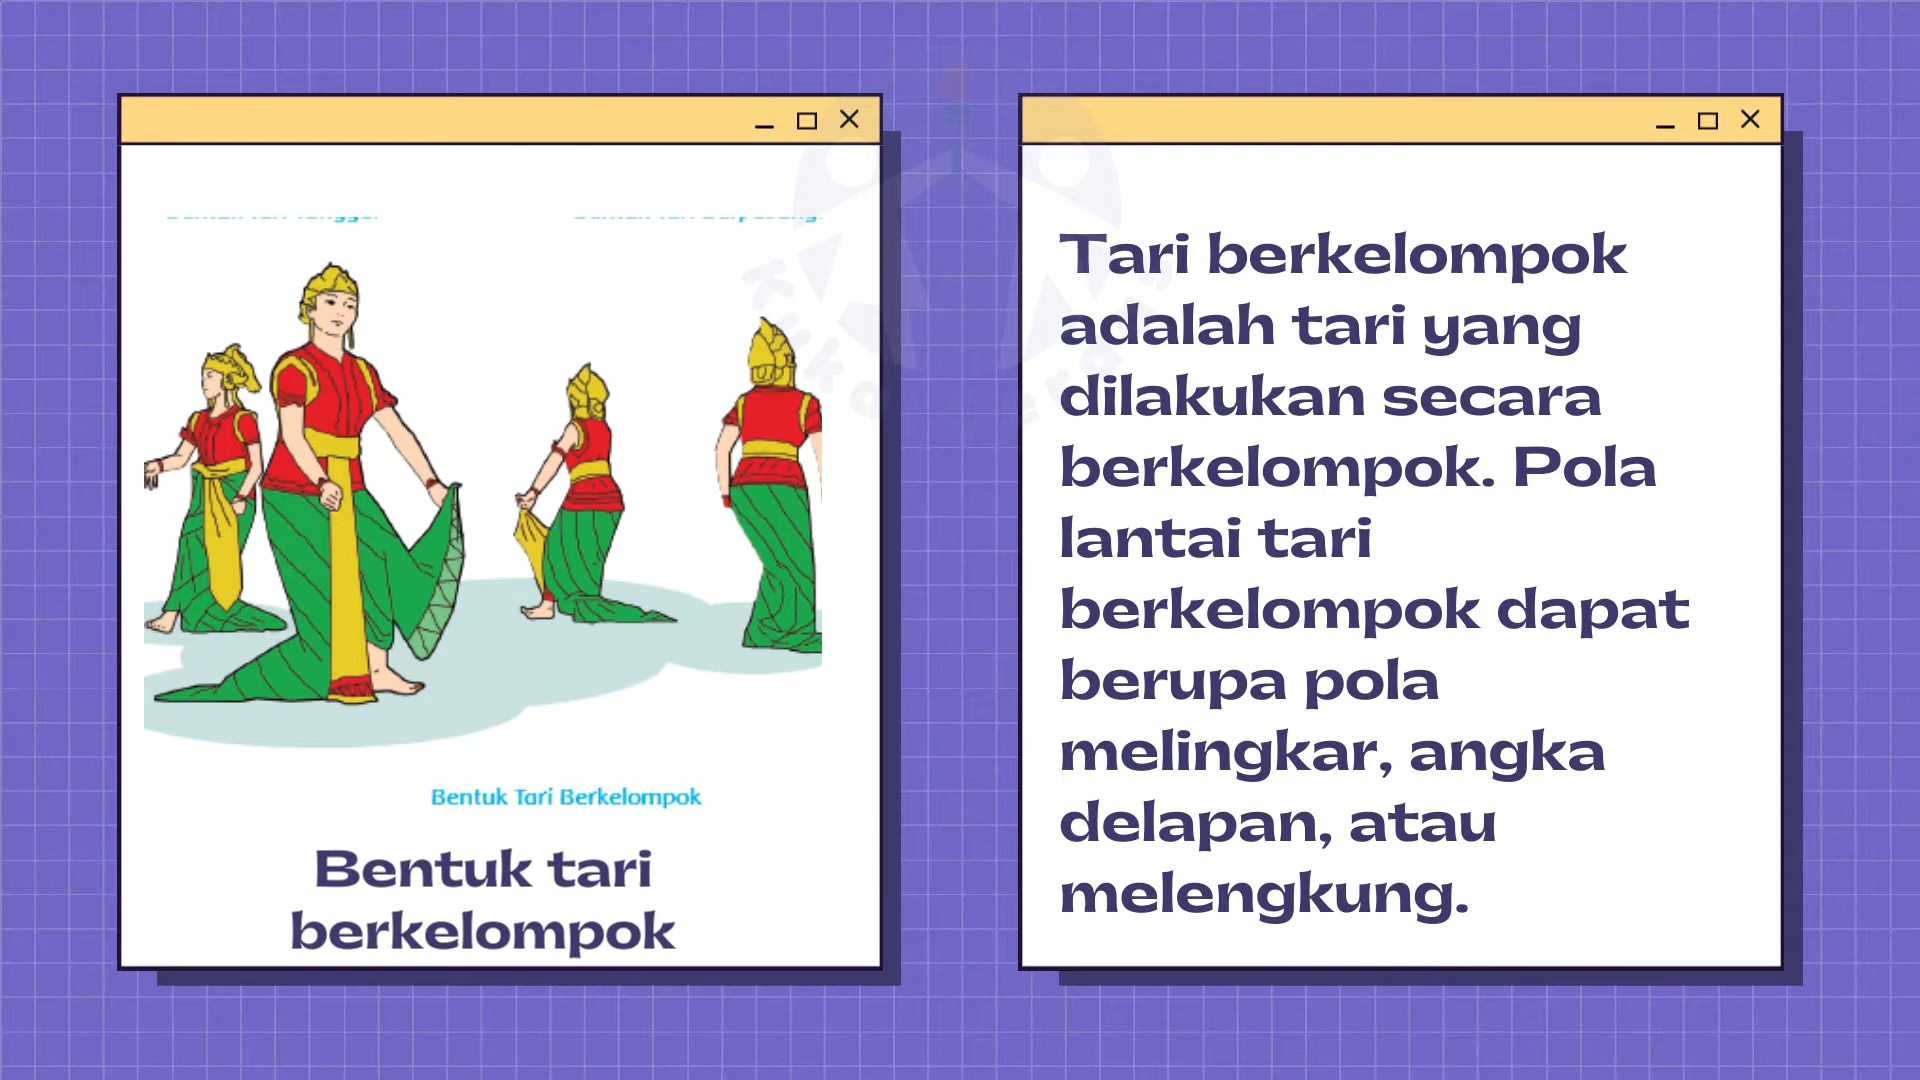 Bentuk Tari Berkelompok
Bentuk tari
berkelompok
Tari berkelompok
adalah tari yang
dilakukan secara
berkelompok. Pola
lantai tari
berkelompok dapat
berupa pola
melingkar, angka
delapan, atau
melengkung.